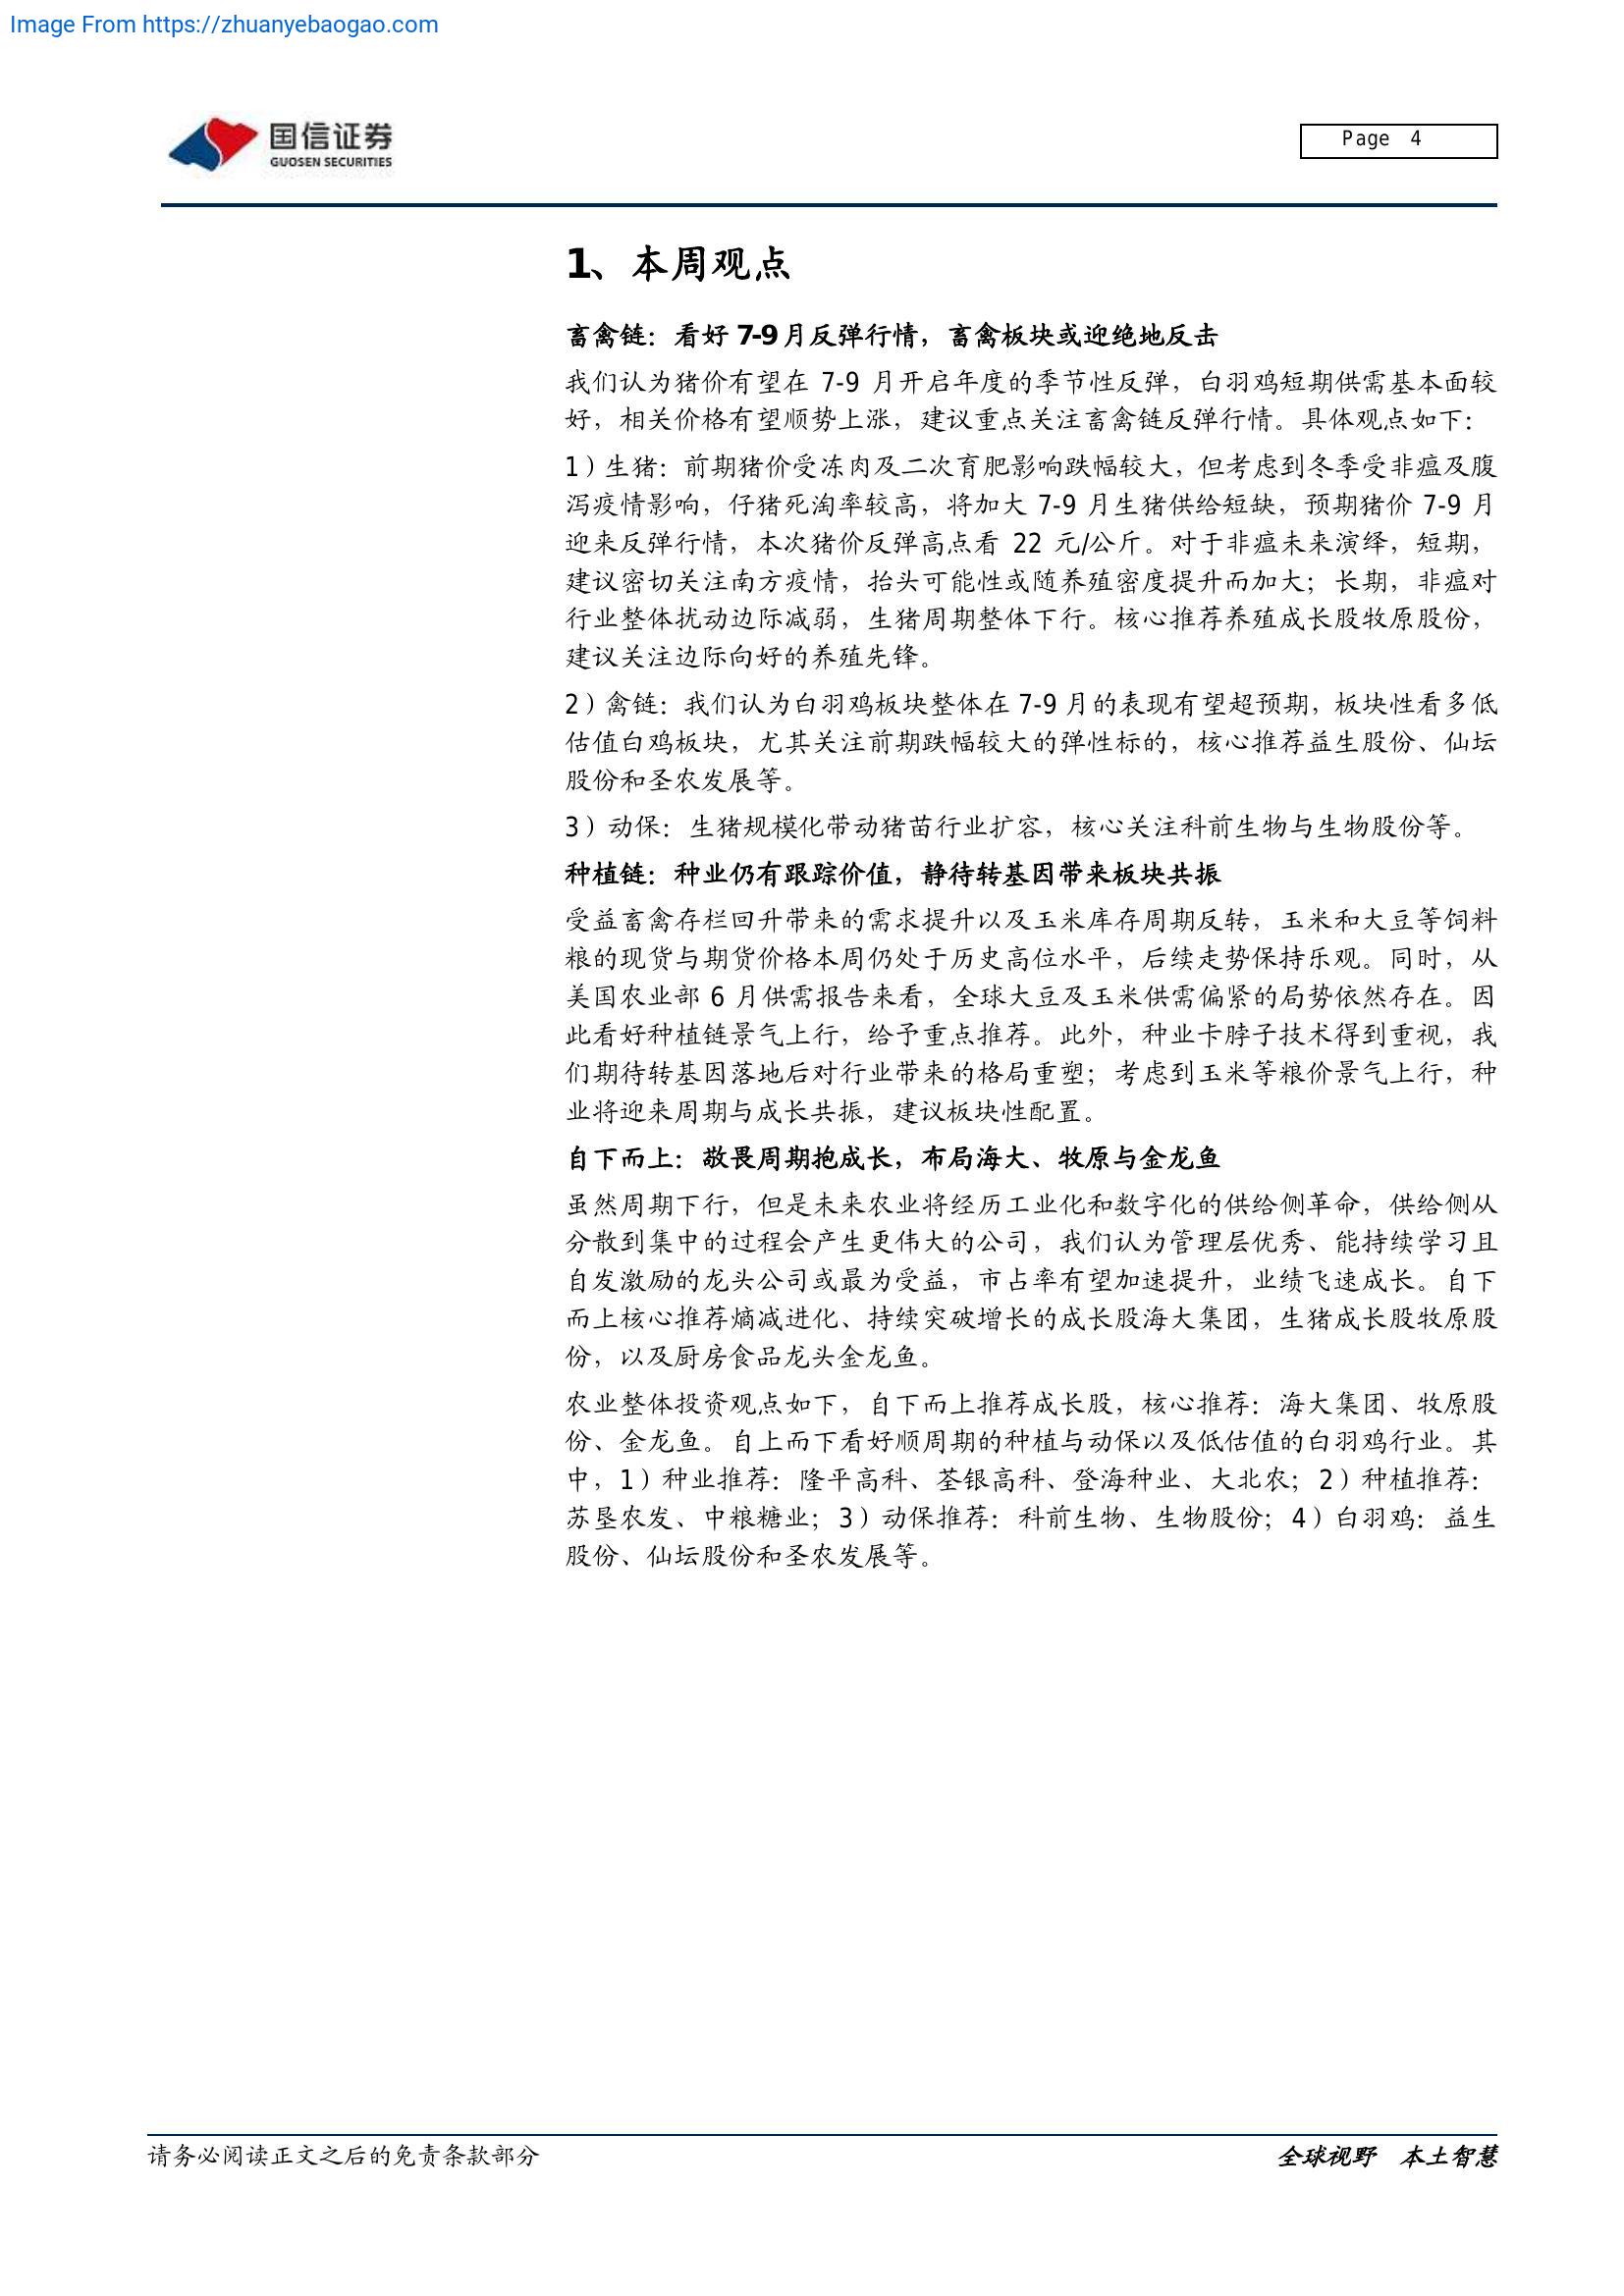 Image From https://zhuanyebaogao.com
国信证券
GUOSEN SECURITIES
Page 4
1、本周观点
畜禽链：看好 7-9 月反弹行情，畜禽板块或迎绝地反击
我们认为猪价有望在 7-9 月开启年度的季节性反弹，白羽鸡短期供需基本面较
好，相关价格有望顺势上涨，建议重点关注畜禽链反弹行情。具体观点如下：
1）生猪：前期猪价受冻肉及二次育肥影响跌幅较大，但考虑到冬季受非瘟及腹
泻疫情影响，仔猪死淘率较高，将加大 7-9 月生猪供给短缺，预期猪价 7-9 月
迎来反弹行情，本次猪价反弹高点看 22 元/公斤。对于非瘟未来演绎，短期，
建议密切关注南方疫情，抬头可能性或随养殖密度提升而加大；长期，非瘟对
行业整体扰动边际减弱，生猪周期整体下行。核心推荐养殖成长股牧原股份，
建议关注边际向好的养殖先锋。
2）禽链：我们认为白羽鸡板块整体在 7-9 月的表现有望超预期，板块性看多低
估值白鸡板块，尤其关注前期跌幅较大的弹性标的，核心推荐益生股份、仙坛
股份和圣农发展等。
3）动保：生猪规模化带动猪苗行业扩容，核心关注科前生物与生物股份等。
种植链：种业仍有跟踪价值，静待转基因带来板块共振
受益畜禽存栏回升带来的需求提升以及玉米库存周期反转，玉米和大豆等饲料
粮的现货与期货价格本周仍处于历史高位水平，后续走势保持乐观。同时，从
美国农业部 6 月供需报告来看，全球大豆及玉米供需偏紧的局势依然存在。因
此看好种植链景气上行，给予重点推荐。此外，种业卡脖子技术得到重视，我
们期待转基因落地后对行业带来的格局重塑；考虑到玉米等粮价景气上行，种
业将迎来周期与成长共振，建议板块性配置。
自下而上：敬畏周期抱成长，布局海大、牧原与金龙鱼
虽然周期下行，但是未来农业将经历工业化和数字化的供给侧革命，供给侧从
分散到集中的过程会产生更伟大的公司，我们认为管理层优秀、能持续学习且
自发激励的龙头公司或最为受益，市占率有望加速提升，业绩飞速成长。自下
而上核心推荐熵减进化、持续突破增长的成长股海大集团，生猪成长股牧原股
份，以及厨房食品龙头金龙鱼。
农业整体投资观点如下，自下而上推荐成长股，核心推荐：海大集团、牧原股
份、金龙鱼。自上而下看好顺周期的种植与动保以及低估值的白羽鸡行业。其
中，1）种业推荐：隆平高科、荃银高科、登海种业、大北农；2）种植推荐：
苏垦农发、中粮糖业；3）动保推荐：科前生物、生物股份；4）白羽鸡：益生
股份、仙坛股份和圣农发展等。
请务必阅读正文之后的免责条款部分
全球视野 本土智慧